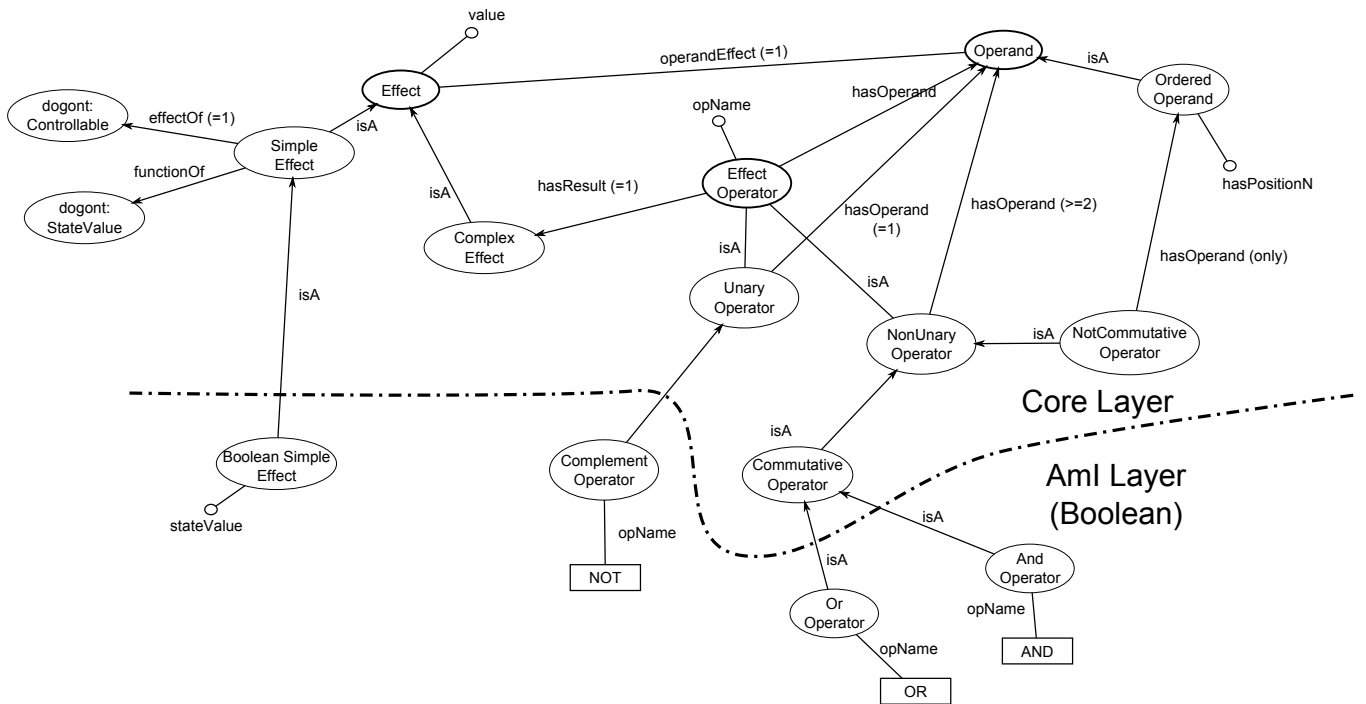 value
operandEffect (=1)
Operand
isA
Ordered
Operand
Effect
hasOperand
opName
dogont:
Controllable
effectOf (=1)
isA
Simple
Effect
functionOf
dogont:
StateValue
isA
hasResult (=1)
Effect
Operator
hasPositionN
hasOperand (>=2)
hasOperand
(=1)
Complex
Effect
isA
hasOperand (only)
isA
isA
Unary
Operator
NonUnary
Operator
isA
NotCommutative
Operator
Core Layer
isA
Boolean Simple
Effect
Complement
Operator
Commutative
Operator
AmI Layer
(Boolean)
stateValue
opName
isA
isA
And
Operator
NOT
Or
Operator
opName
opName
AND
OR